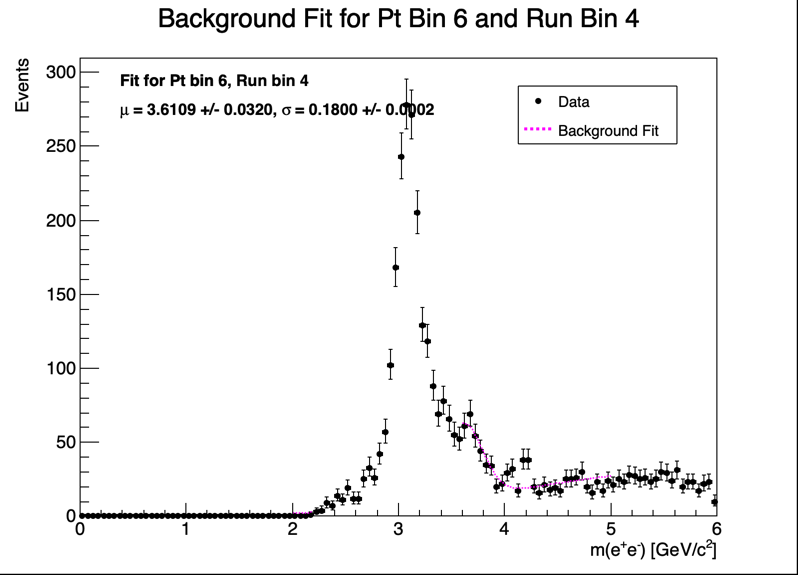 Background Fit for Pt Bin 6 and Run Bin 4
Events
300
250
200
150
100
50
0
Fit for Pt bin 6, Run bin 4
μ = 3.6109 +/- 0.0320, σ = 0.1800 +/- 0.0002
Data
Background Fit
0 1 2 3 4 5 6
m(e⁺e⁻) [GeV/c²]